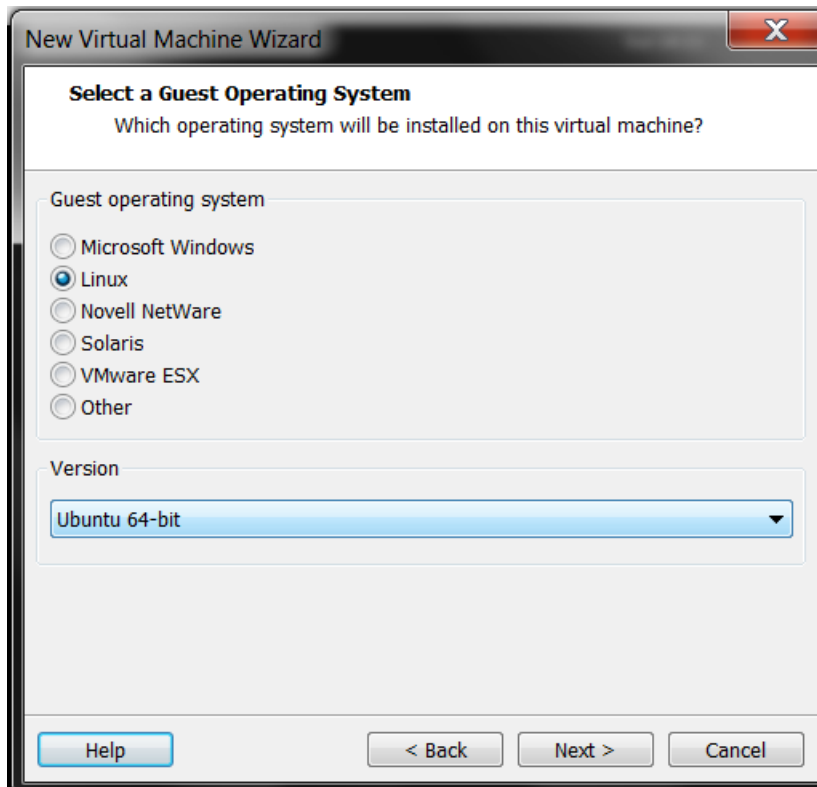 New Virtual Machine Wizard
Select a Guest Operating System
Which operating system will be installed on this virtual machine?
Guest operating system
Microsoft Windows
Linux
Novell NetWare
Solaris
VMware ESX
Other
Version
Ubuntu 64-bit
Help < Back Next > Cancel